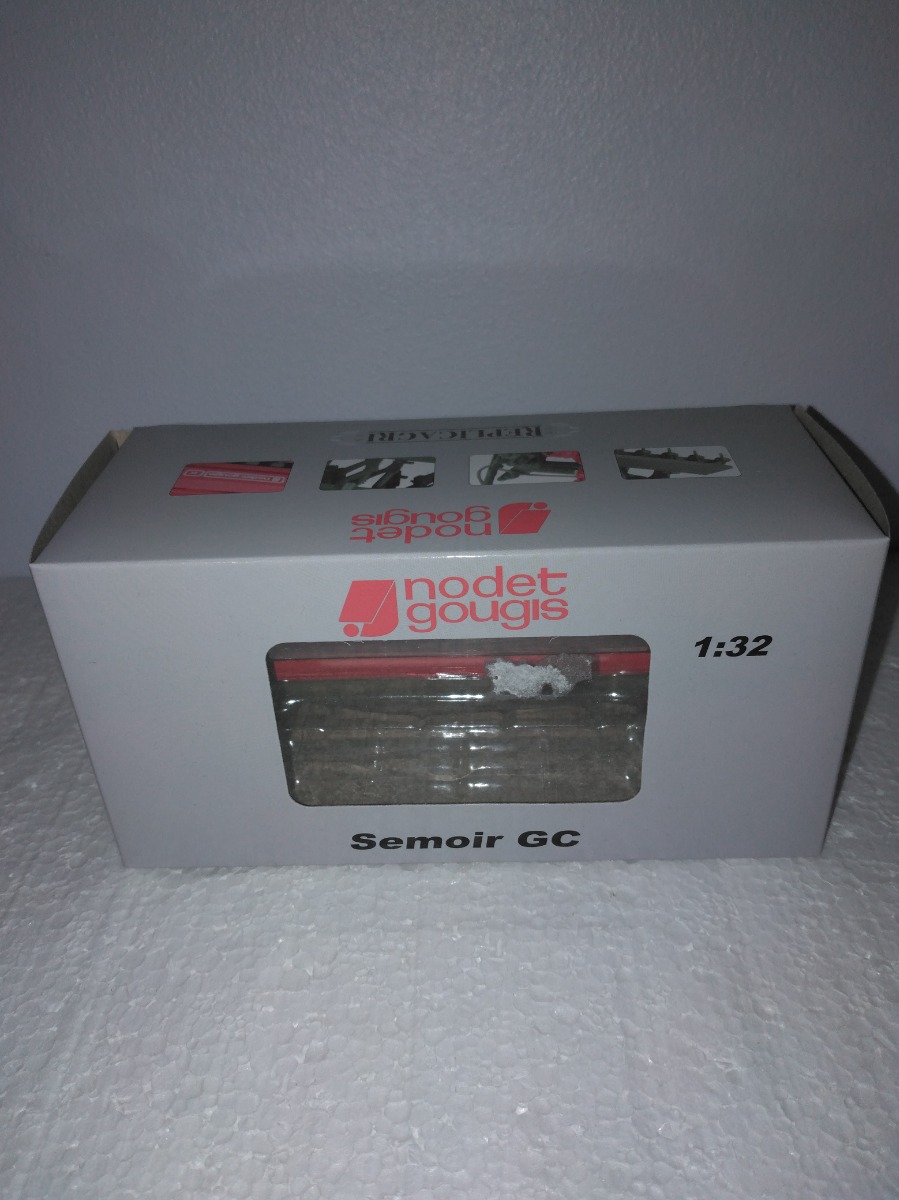 REPLICAGRI
nodet
gougis
nodet
gougis
1:32
Semoir GC